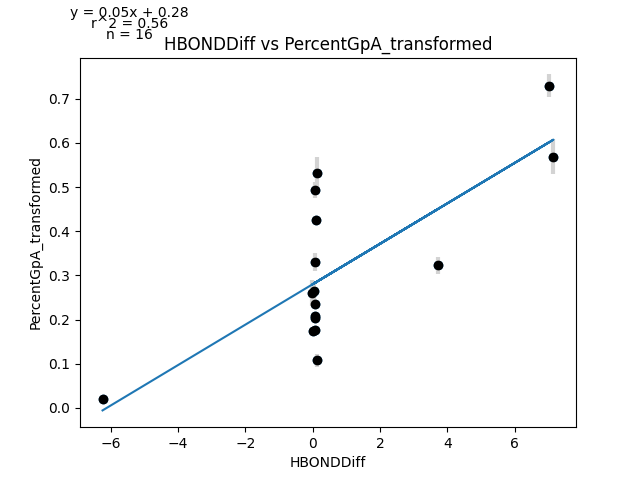 y = 0.05x + 0.28
r^2 = 0.56
n = 16
HBONDDiff vs PercentGpA_transformed
PercentGpA_transformed
0.7
0.6
0.5
0.4
0.3
0.2
0.1
0.0
−6 −4 −2 0 2 4 6
HBONDDiff